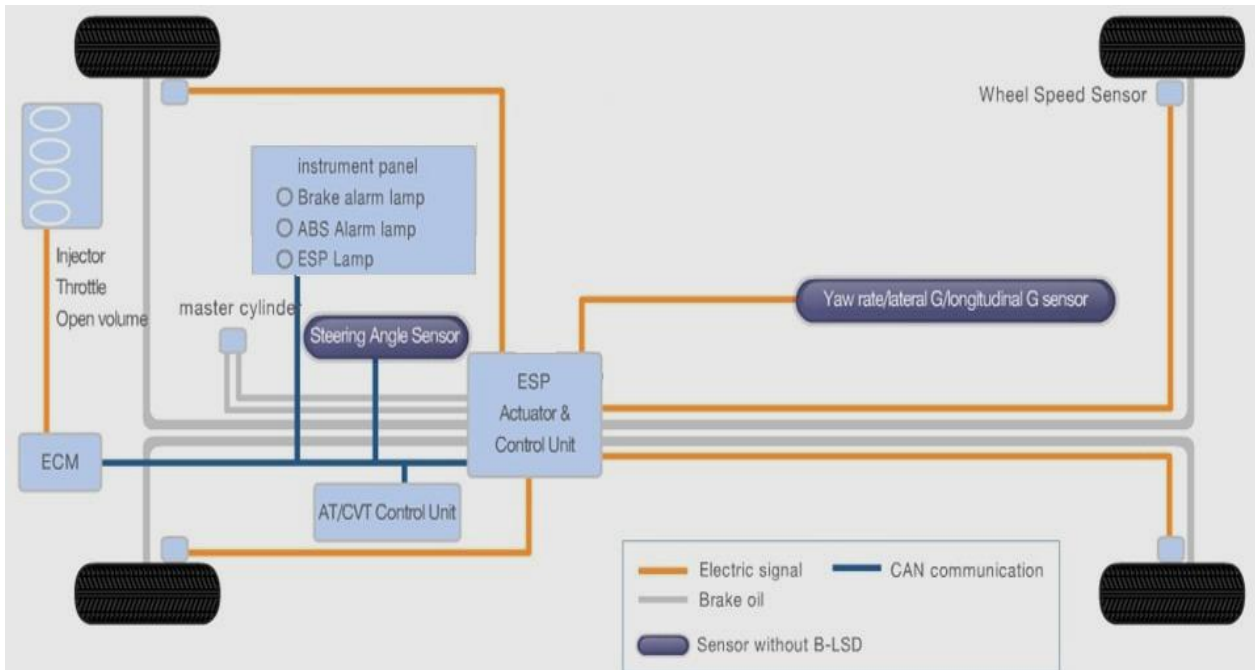 Wheel Speed Sensor
instrument panel
Brake alarm lamp
ABS Alarm lamp
ESP Lamp
Injector
Throttle
Open volume
master cylinder
Steering Angle Sensor
Yaw rate/lateral G/longitudinal G sensor
ESP
Actuator &
Control Unit
ECM
AT/CVT Control Unit
Electric signal
CAN communication
Brake oil
Sensor without B-LSD